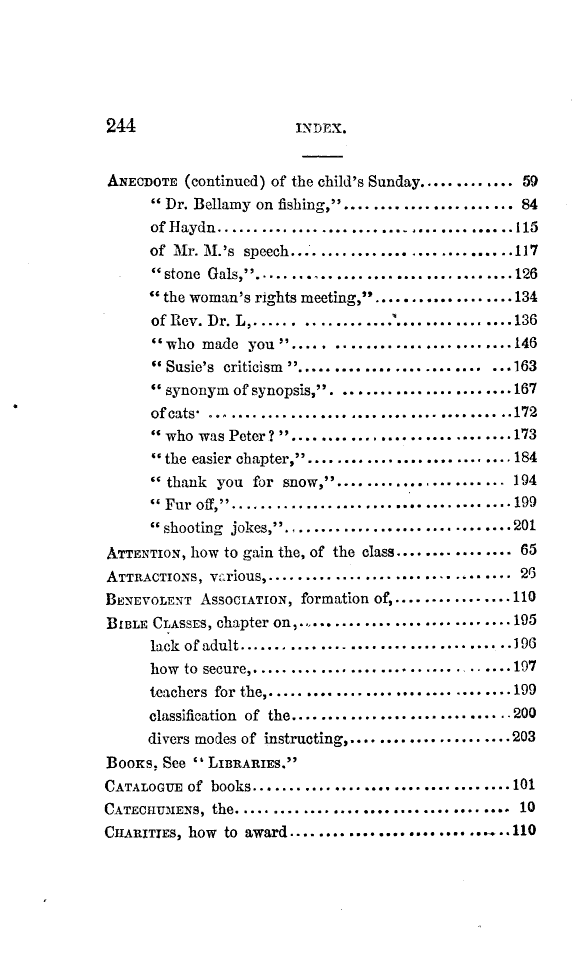 244 INDEX.
ANECDOTE (continued) of the child's Sunday.............. 59
" Dr. Bellamy on fishing,"....................... 84
of Haydn........................................115
of Mr. M.'s speech..............................117
"stone Gals,"...................................126
"the woman's rights meeting,"...................134
of Rev. Dr. L,..................................136
"who made you"..............................146
"Susie's criticism"............................163
"synonym of synopsis,"........................167
of cats.........................................172
"who was Peter?"..............................173
"the easier chapter,"............................184
"thank you for snow,"....................... 194
"Fur off,"......................................199
"shooting jokes,"...............................201
ATTENTION, how to gain the, of the class................ 65
ATTRACTIONS, various,................................. 26
BENEVOLENT ASSOCIATION, formation of,................110
BIBLE CLASSES, chapter on,.............................195
lack of adult.....................................196
how to secure,...................................197
teachers for the,.................................199
classification of the..............................200
divers modes of instructing,......................203
BOOKS. See "LIBRARIES."
CATALOGUE of books...................................101
CATECHUMENS, the..................................... 10
CHARITIES, how to award..............................110